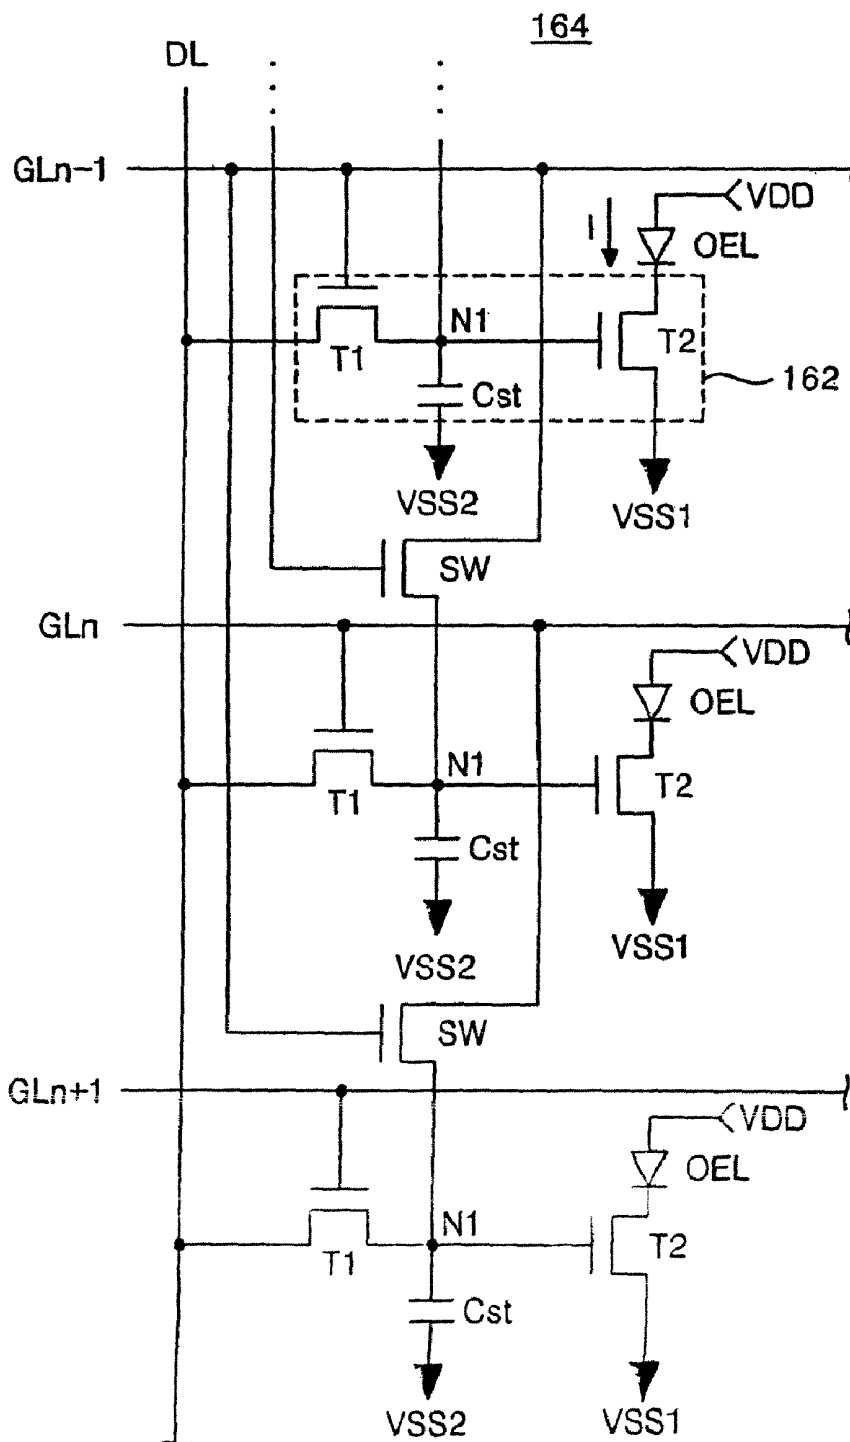 164
DL
GLn-1
VDD
I
OEL
N1
T1
T2
162
Cst
VSS2
VSS1
SW
GLn
VDD
OEL
N1
T1
T2
Cst
VSS2
VSS1
SW
GLn+1
VDD
OEL
N1
T1
T2
Cst
VSS2
VSS1